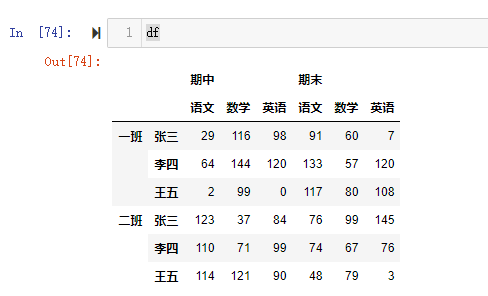 In [74]:
1 df
Out[74]:
期中 期末
语文 数学 英语 语文 数学 英语
一班 张三 29 116 98 91 60 7
李四 64 144 120 133 57 120
王五 2 99 0 117 80 108
二班 张三 123 37 84 76 99 145
李四 110 71 99 74 67 76
王五 114 121 90 48 79 3